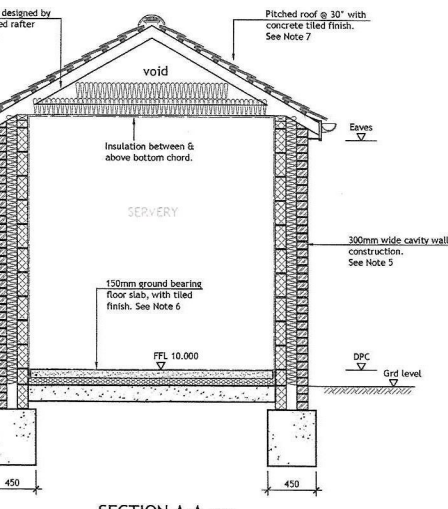 designed by
ed rafter
Pitched roof @ 30° with
concrete tiled finish.
See Note 7
void
Eaves
Insulation between &
above bottom chord.
SERVERY
300mm wide cavity wall
construction.
See Note 5
150mm ground bearing
floor slab, with tiled
finish. See Note 6
FFL 10.000
DPC
Grd level
450
450
SECTION A-A